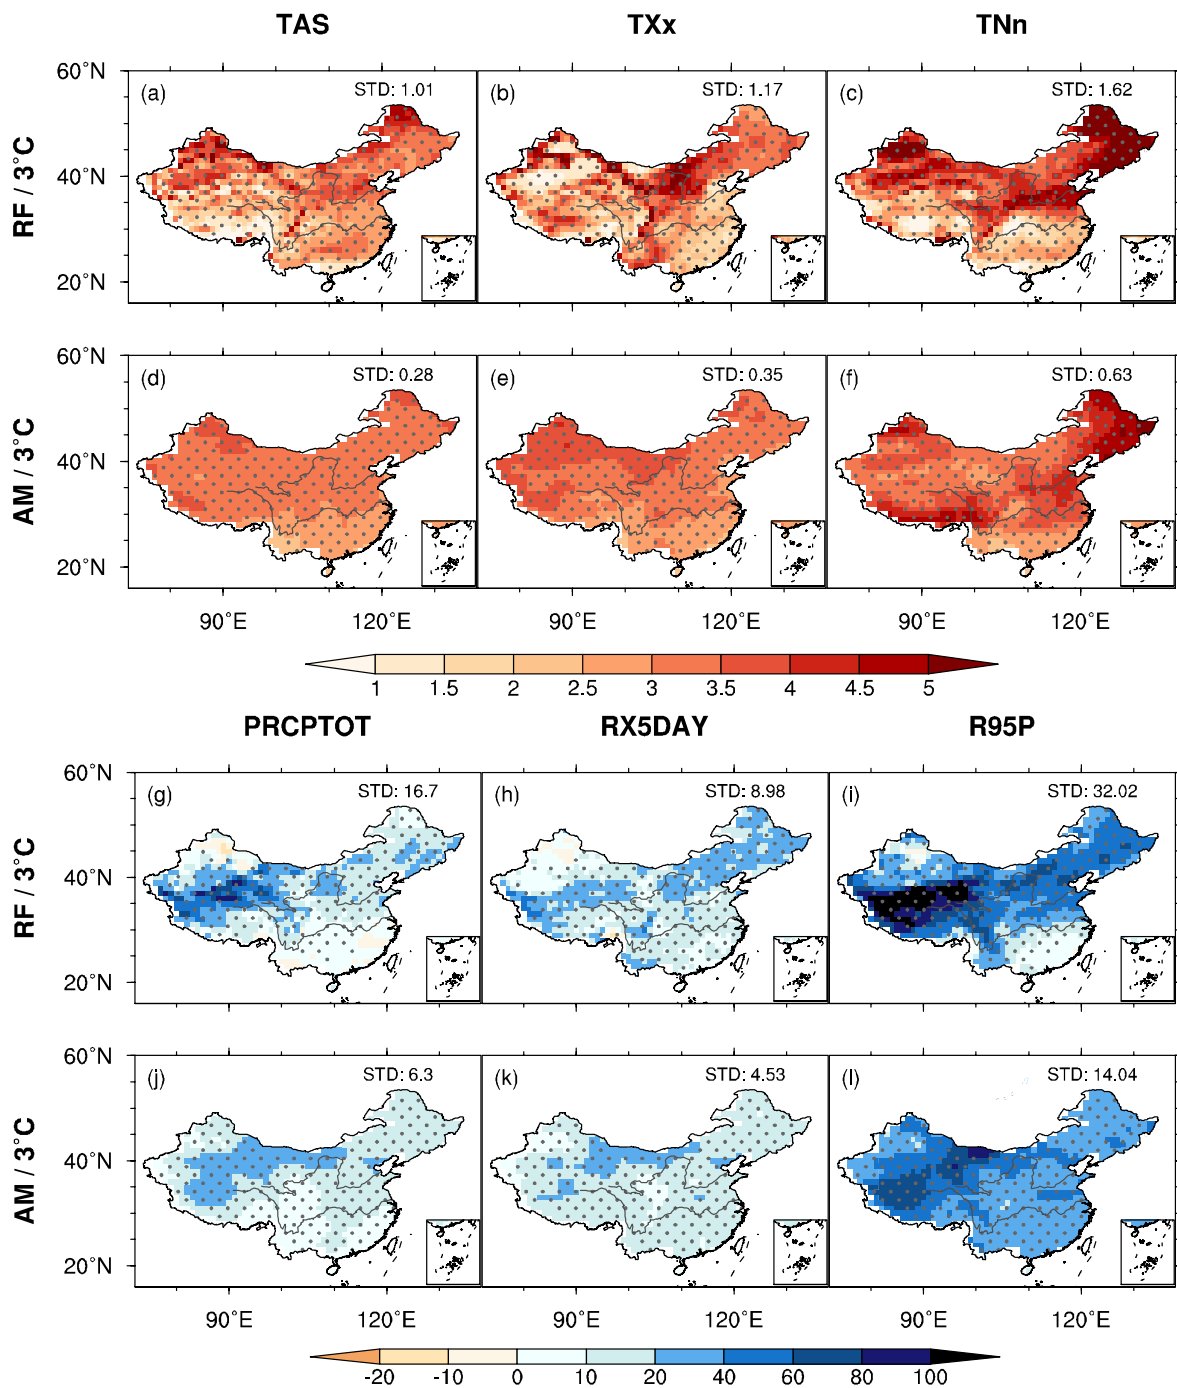 TAS TXx TNn
60°N (a) STD: 1.01 (b) STD: 1.17 (c) STD: 1.62
RF / 3°C
40°N
20°N
60°N (d) STD: 0.28 (e) STD: 0.35 (f) STD: 0.63
AM / 3°C
40°N
20°N
90°E 120°E 90°E 120°E 90°E 120°E
1 1.5 2 2.5 3 3.5 4 4.5 5
PRCPTOT RX5DAY R95P
60°N (g) STD: 16.7 (h) STD: 8.98 (i) STD: 32.02
RF / 3°C
40°N
20°N
60°N (j) STD: 6.3 (k) STD: 4.53 (l) STD: 14.04
AM / 3°C
40°N
20°N
90°E 120°E 90°E 120°E 90°E 120°E
-20 -10 0 10 20 40 60 80 100